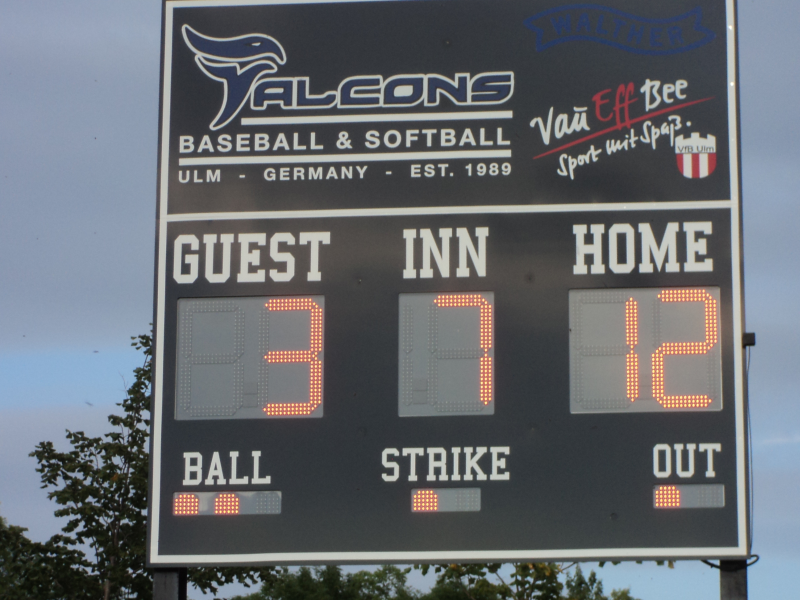 WALTHER
FALCONS
BASEBALL & SOFTBALL
ULM - GERMANY - EST. 1989
Vau Eff Bee
Sport mit Spaß.
VfB Ulm
GUEST INN HOME
3 7 12
BALL STRIKE OUT